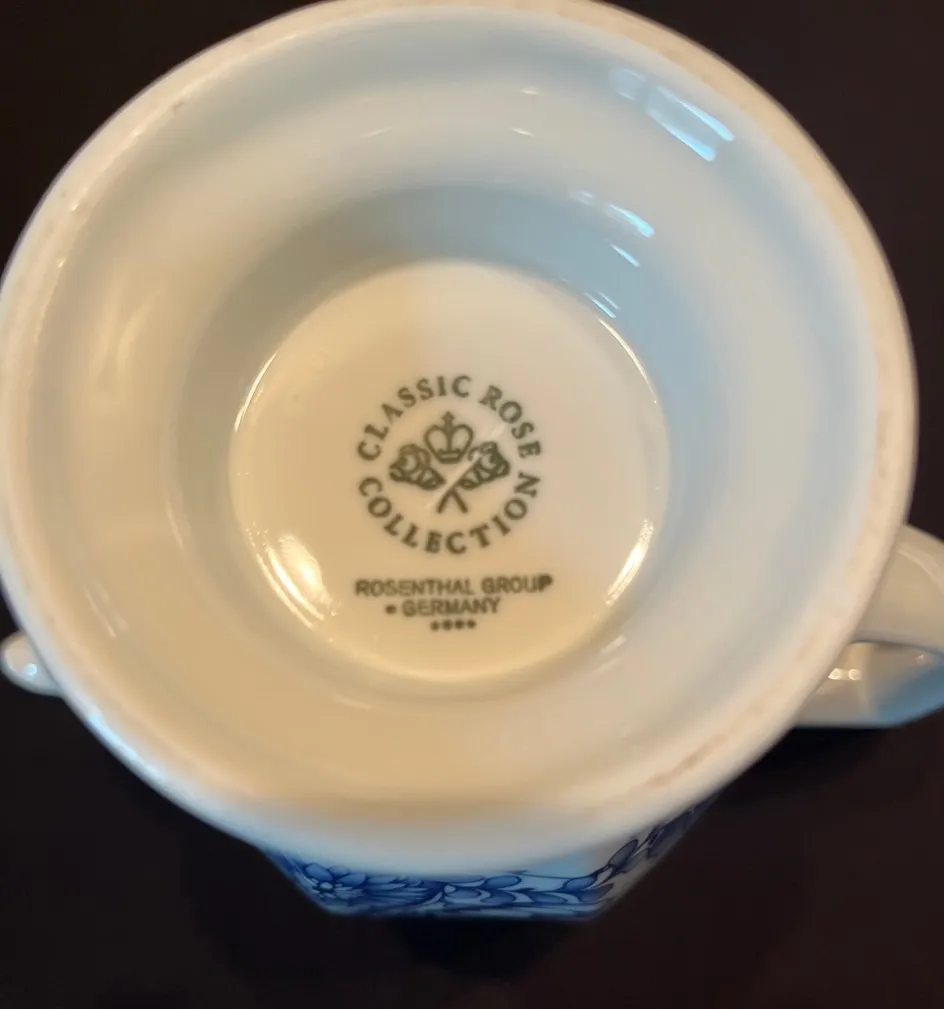 CLASSIC ROSE
COLLECTION
ROSENTHAL GROUP
GERMANY